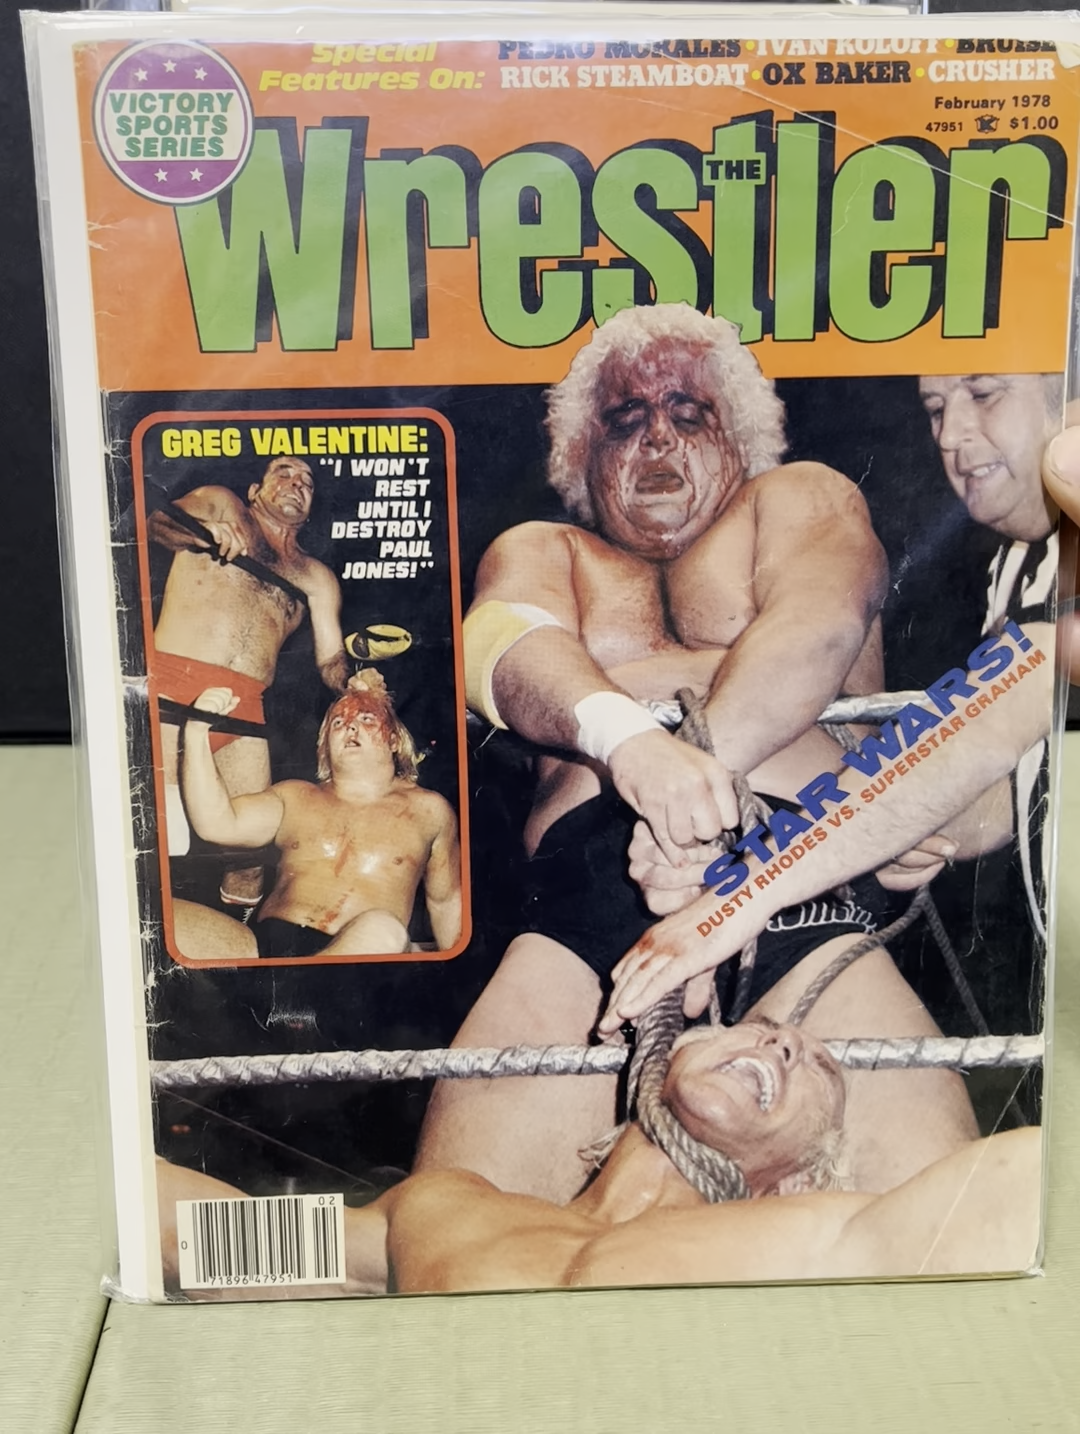 VICTORY
SPORTS
SERIES
Special
Features On:
PEDRO MORALES • IVAN KOLOFF • BRUISE
RICK STEAMBOAT • OX BAKER • CRUSHER
February 1978
47951 K $1.00
THE
Wrestler
GREG VALENTINE:
"I WON'T
REST
UNTIL I
DESTROY
PAUL
JONES!"
STAR WARS!
DUSTY RHODES VS. SUPERSTAR GRAHAM
02
0 71896 47951